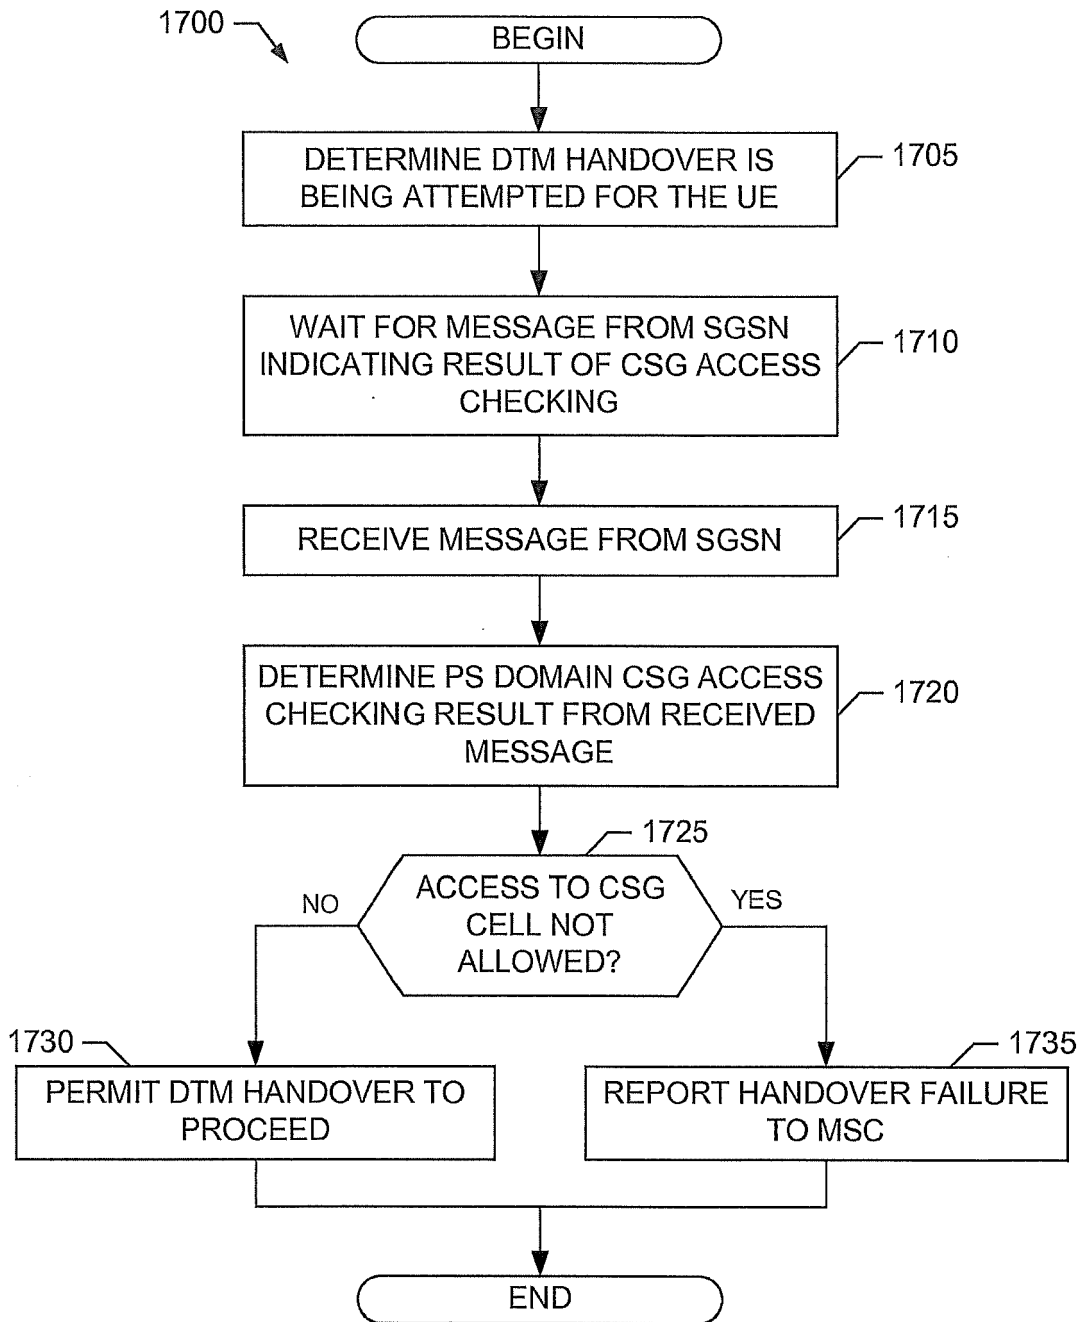 1700
BEGIN
DETERMINE DTM HANDOVER IS
BEING ATTEMPTED FOR THE UE
1705
WAIT FOR MESSAGE FROM SGSN
INDICATING RESULT OF CSG ACCESS
CHECKING
1710
RECEIVE MESSAGE FROM SGSN
1715
DETERMINE PS DOMAIN CSG ACCESS
CHECKING RESULT FROM RECEIVED
MESSAGE
1720
1725
ACCESS TO CSG
CELL NOT
ALLOWED?
NO
YES
1730
PERMIT DTM HANDOVER TO
PROCEED
1735
REPORT HANDOVER FAILURE
TO MSC
END